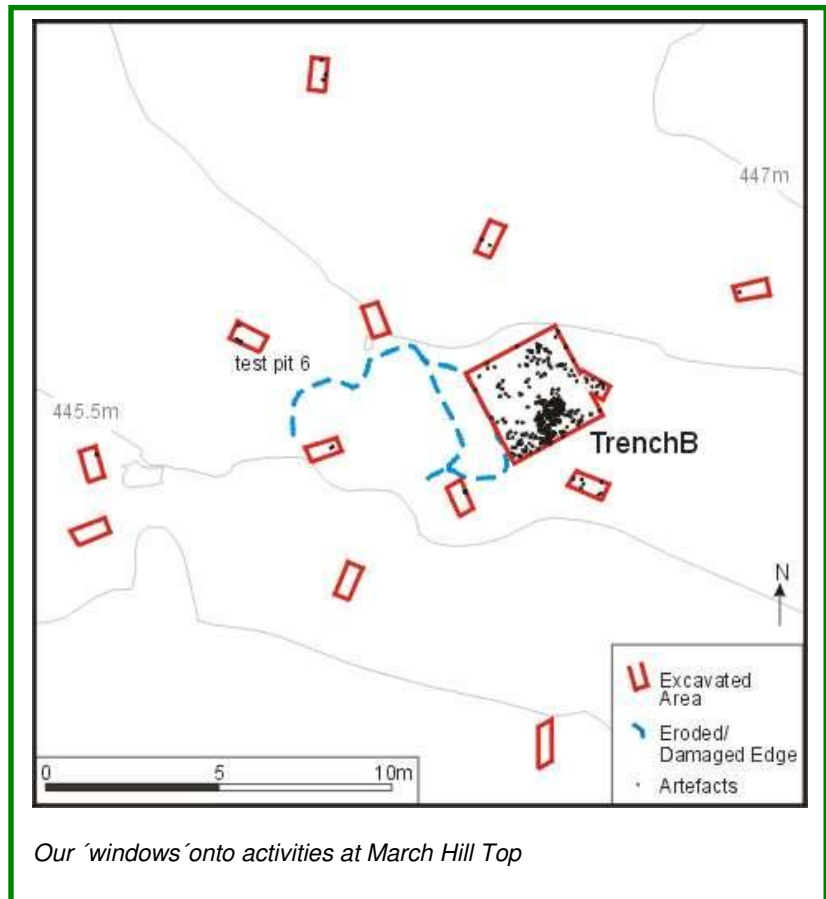 447m
test pit 6
445.5m
TrenchB
N
Excavated
Area
Eroded/
Damaged Edge
Artefacts
0 5 10m
Our ´windows´onto activities at March Hill Top